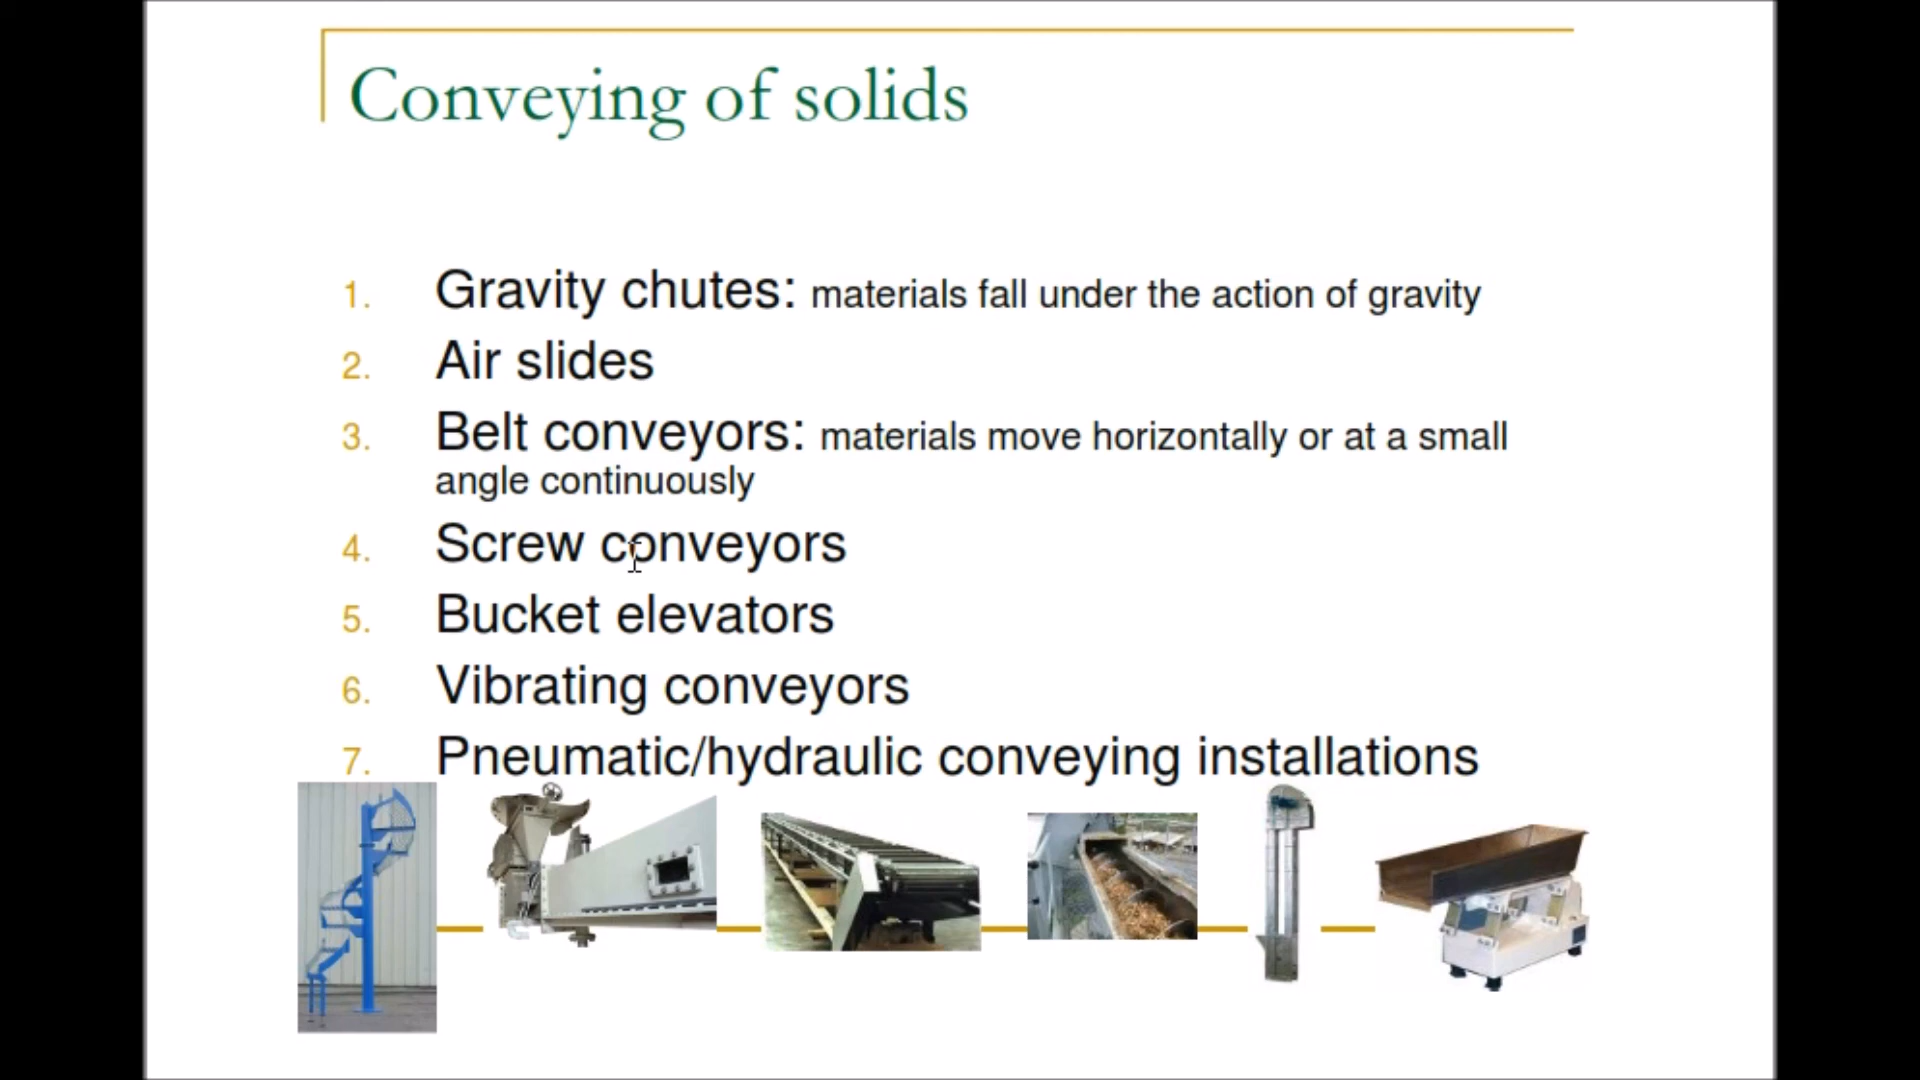 Conveying of solids
1. Gravity chutes: materials fall under the action of gravity
2. Air slides
3. Belt conveyors: materials move horizontally or at a small
angle continuously
4. Screw conveyors
5. Bucket elevators
6. Vibrating conveyors
7. Pneumatic/hydraulic conveying installations